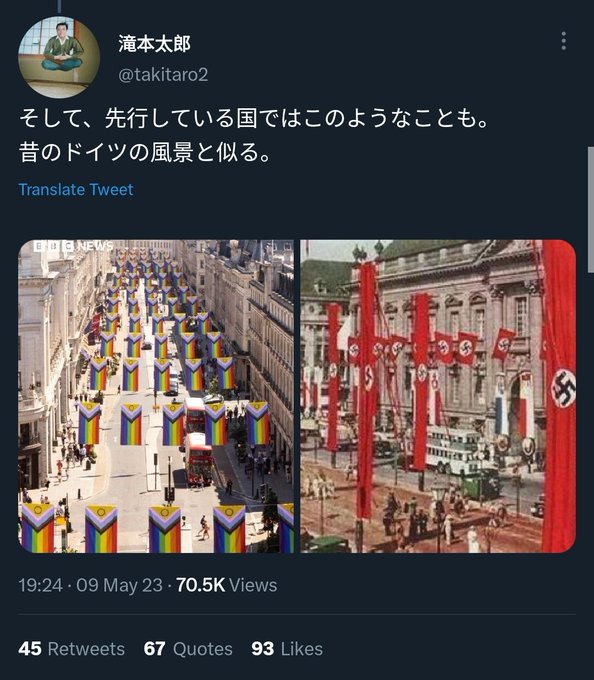 滝本太郎
@takitaro2
そして、先行している国ではこのようなことも。
昔のドイツの風景と似る。
Translate Tweet
BBC NEWS
19:24 · 09 May 23 · 70.5K Views
45 Retweets 67 Quotes 93 Likes